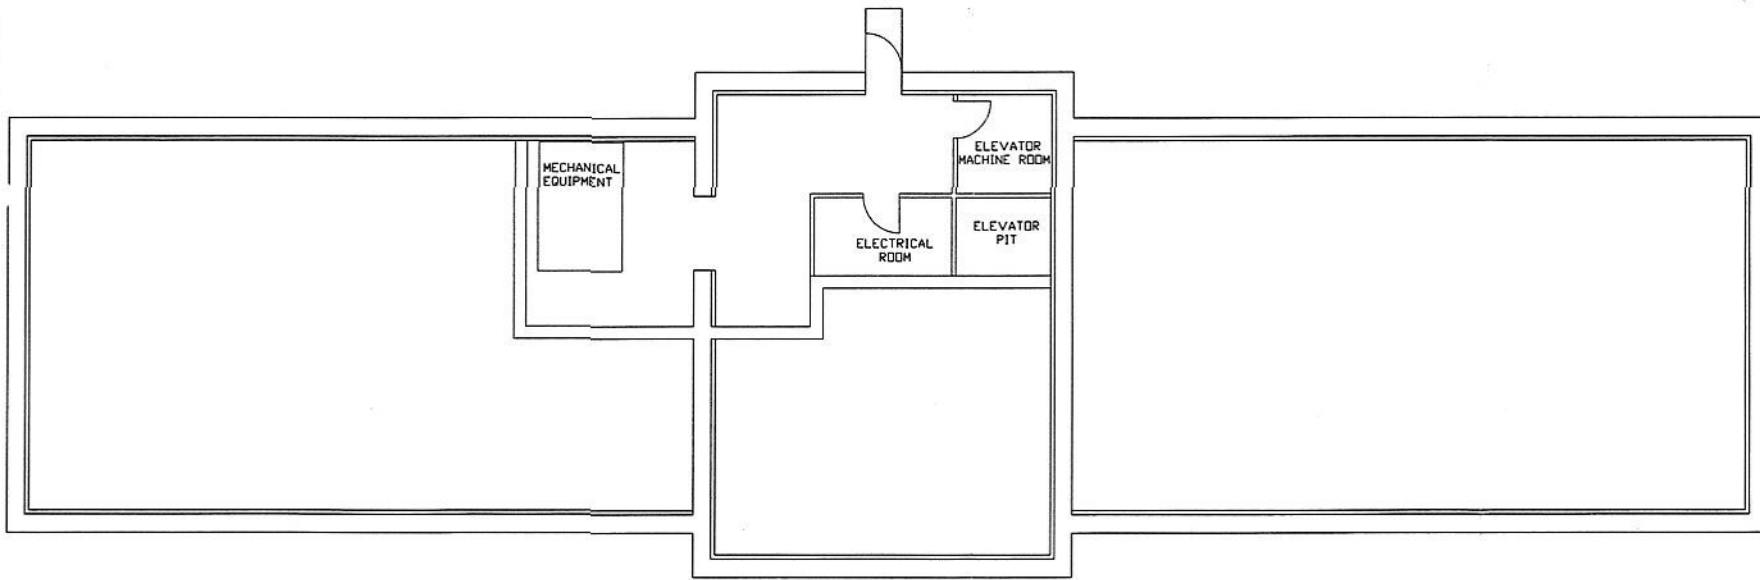 MECHANICAL
EQUIPMENT
ELEVATOR
MACHINE ROOM
ELECTRICAL
ROOM
ELEVATOR
PIT